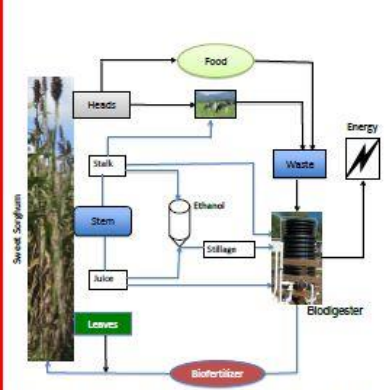 Food
Heads
Energy
Stalk
Waste
Ethanol
Stem
Stillage
Sweet Sorghum
Juice
Biodigester
Leaves
Biofertilizer